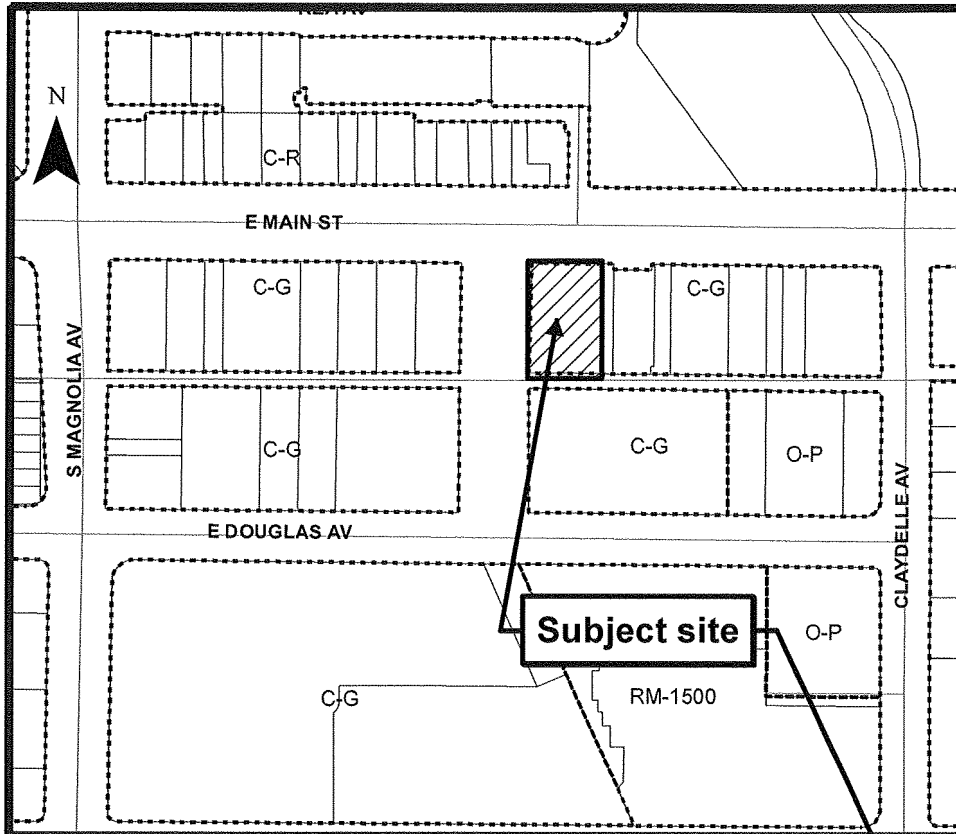 N
C-R
E MAIN ST
C-G
C-G
S MAGNOLIA AV
C-G
C-G
O-P
E DOUGLAS AV
CLAYDELLE AV
Subject site
O-P
C-G
RM-1500